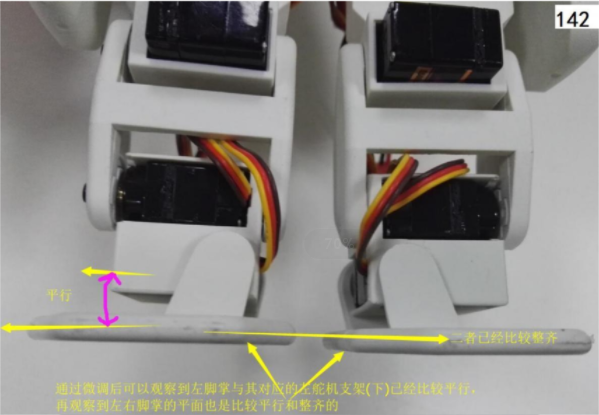 142
平行
二者已经比较整齐
通过微调后可以观察到左脚掌与其对应的左舵机支架(下)已经比较平行，
再观察到左右脚掌的平面也是比较平行和整齐的